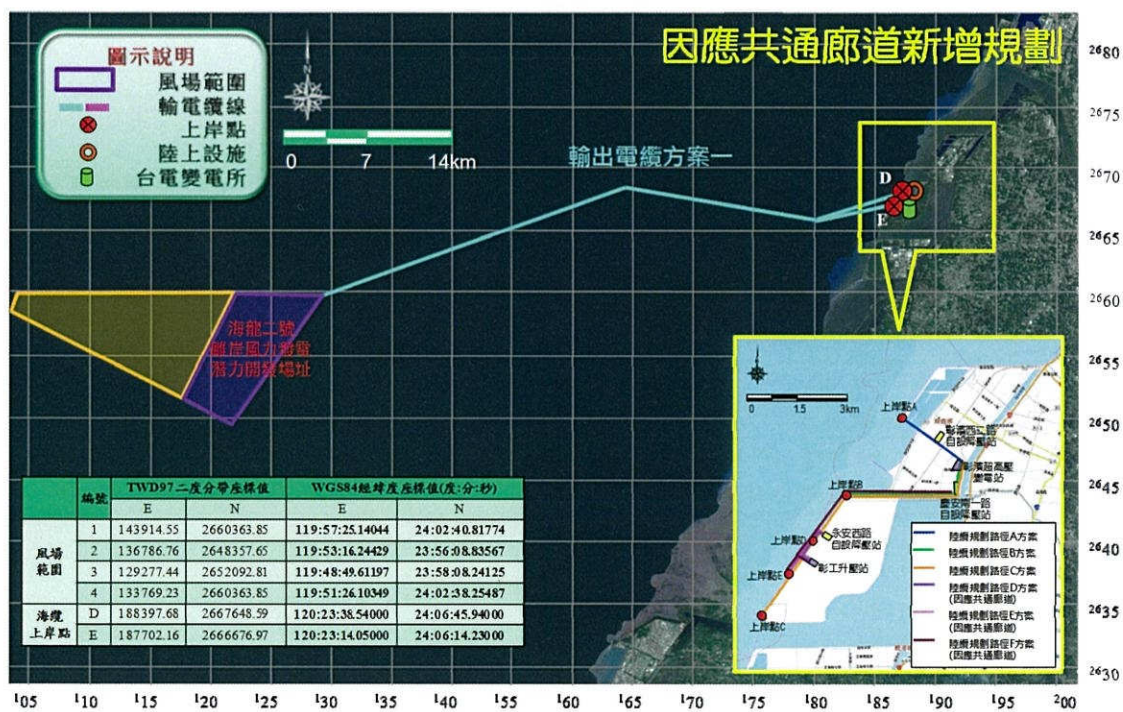 因應共通廊道新增規劃
圖示說明
風場範圍
輸電纜線
上岸點
陸上設施
台電變電所
0 7 14km
輸出電纜方案一
D
E
海龍二號
離岸風力發電
潛力開發場址
編號 TWD97二度分帶座標值 WGS84經緯度座標值(度:分:秒)
E N E N
風場範圍
1 143914.55 2660363.85 119:57:25.14044 24:02:40.81774
2 136786.76 2648357.65 119:53:16.24429 23:56:08.83567
3 129277.44 2652092.81 119:48:49.61197 23:58:08.24125
4 133769.23 2660363.85 119:51:26.10349 24:02:38.25487
海纜上岸點
D 188397.68 2667648.59 120:23:38.54000 24:06:45.94000
E 187702.16 2666676.97 120:23:14.05000 24:06:14.23000
0 1.5 3km
上岸點A
彰濱西二路
自設降壓站
彰濱超高壓
變電站
上岸點B
慶安南一路
自設降壓站
永安西路
自設降壓站
上岸點D
彰工升壓站
上岸點E
上岸點C
陸纜規劃路徑A方案
陸纜規劃路徑B方案
陸纜規劃路徑C方案
陸纜規劃路徑D方案
(因應共通廊道)
陸纜規劃路徑E方案
(因應共通廊道)
陸纜規劃路徑F方案
(因應共通廊道)
2680
2675
2670
2665
2660
2655
2650
2645
2640
2635
2630
105 110 115 120 125 130 135 140 145 150 155 160 165 170 175 180 185 190 195 200